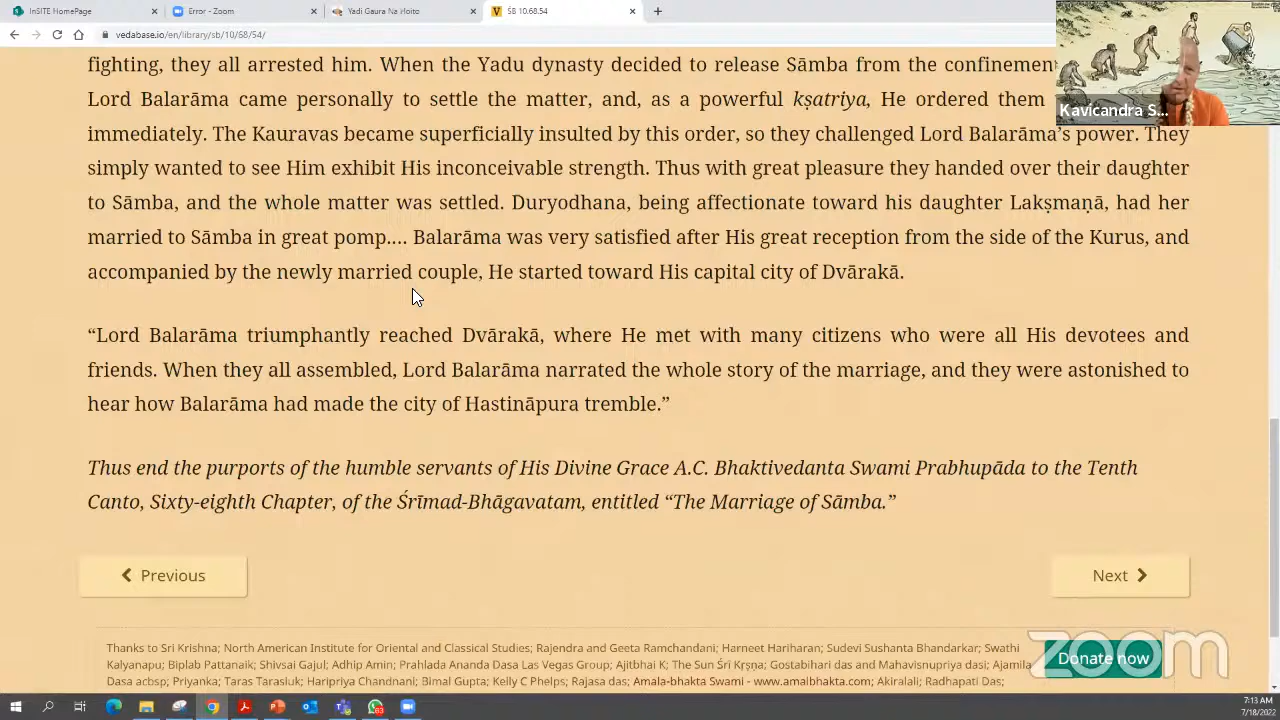 InSITE HomePage
Error - Zoom
Yadi Gaura Na Hoito
ŚB 10.68.54
vedabase.io/en/library/sb/10/68/54/
Kavicandra S...
fighting, they all arrested him. When the Yadu dynasty decided to release Sāmba from the confinement
Lord Balarāma came personally to settle the matter, and, as a powerful kṣatriya, He ordered them
immediately. The Kauravas became superficially insulted by this order, so they challenged Lord Balarāma's power. They
simply wanted to see Him exhibit His inconceivable strength. Thus with great pleasure they handed over their daughter
to Sāmba, and the whole matter was settled. Duryodhana, being affectionate toward his daughter Lakṣmaṇā, had her
married to Sāmba in great pomp.... Balarāma was very satisfied after His great reception from the side of the Kurus, and
accompanied by the newly married couple, He started toward His capital city of Dvārakā.
“Lord Balarāma triumphantly reached Dvārakā, where He met with many citizens who were all His devotees and
friends. When they all assembled, Lord Balarāma narrated the whole story of the marriage, and they were astonished to
hear how Balarāma had made the city of Hastināpura tremble.”
Thus end the purports of the humble servants of His Divine Grace A.C. Bhaktivedanta Swami Prabhupāda to the Tenth
Canto, Sixty-eighth Chapter, of the Śrīmad-Bhāgavatam, entitled “The Marriage of Sāmba.”
Previous
Next
Thanks to Sri Krishna; North American Institute for Oriental and Classical Studies; Rajendra and Geeta Ramchandani; Harneet Hariharan; Sudevi Sushanta Bhandarkar; Swathi
Kalyanapu; Biplab Pattanaik; Shivsai Gajul; Adhip Amin; Pahlada Ananda Dasa Las Vegas Group; Ajitbhai K; The Sun Śrī Kṛṣṇa; Gostabihari das and Mahavisnupriya dasi; Ajamila
Dasa acbsp; Priyanka; Taras Tarasiuk; Haripriya Chandnani; Bimal Gupta; Kelly C Phelps; Rajasa das; Amala-bhakta Swami - www.amalbhakta.com; Akiralali; Radhapati Das;
Donate now
zoom
7:13 AM
7/18/2022